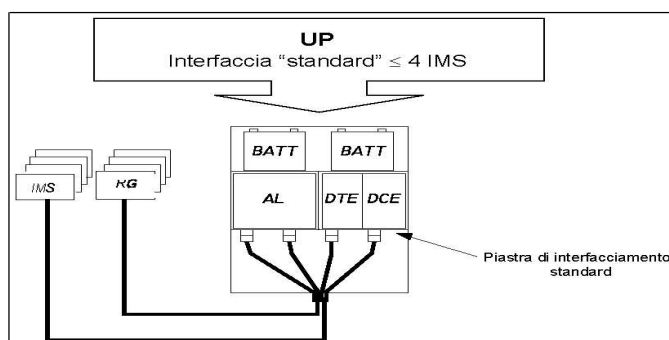 UP
Interfaccia “standard” ≤ 4 IMS
BATT BATT
IMS RG AL DTE DCE
Piastra di interfacciamento
standard